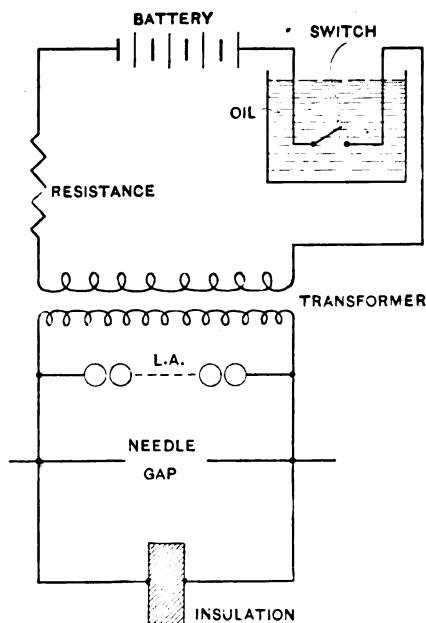 BATTERY
SWITCH
OIL
RESISTANCE
TRANSFORMER
L.A.
NEEDLE
GAP
INSULATION